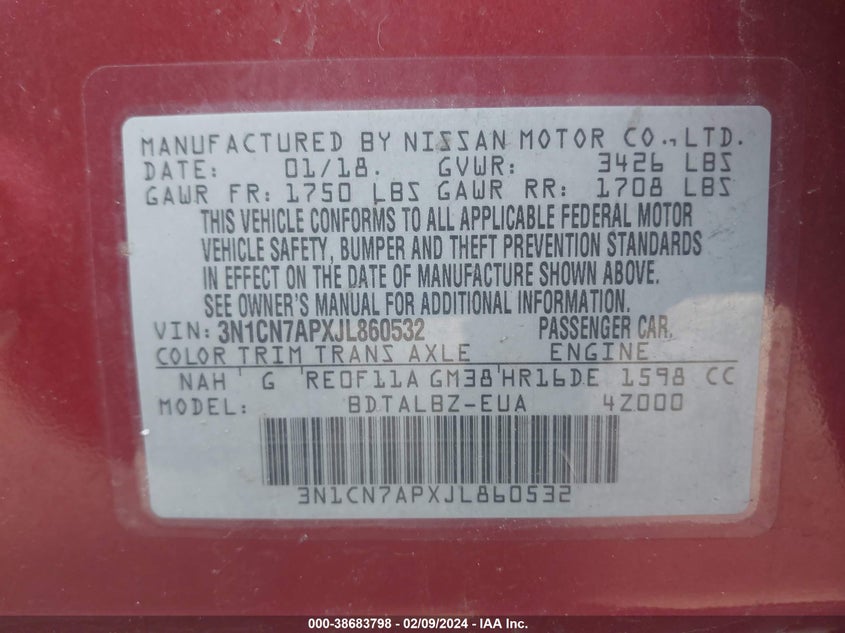 MANUFACTURED BY NISSAN MOTOR CO.,LTD.
DATE: 01/18. GVWR: 3426 LBS
GAWR FR: 1750 LBS GAWR RR: 1708 LBS
THIS VEHICLE CONFORMS TO ALL APPLICABLE FEDERAL MOTOR
VEHICLE SAFETY, BUMPER AND THEFT PREVENTION STANDARDS
IN EFFECT ON THE DATE OF MANUFACTURE SHOWN ABOVE.
SEE OWNER'S MANUAL FOR ADDITIONAL INFORMATION.
VIN: 3N1CN7APXJL860532 PASSENGER CAR.
COLOR TRIM TRANS AXLE ENGINE
NAH G RE0F11A GM38 HR16DE 1598 CC
MODEL: BDTALBZ-EUA 4Z000
3N1CN7APXJL860532
000-38683798 - 02/09/2024 - IAA Inc.